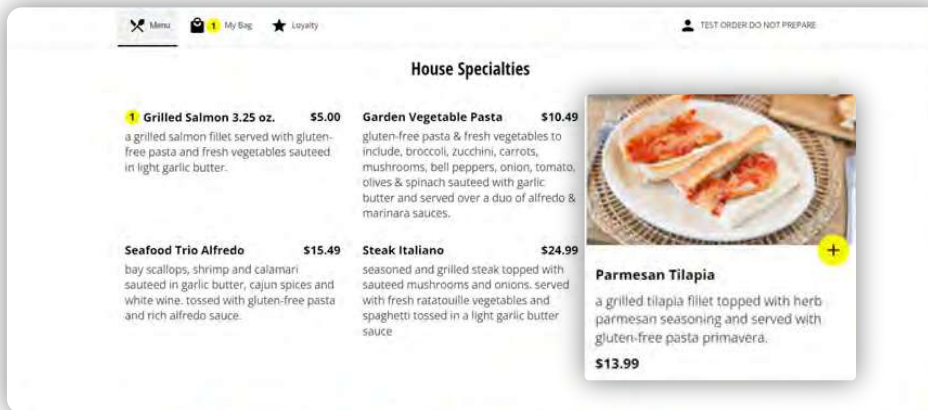 Menu 1 My Bag Loyalty TEST ORDER DO NOT PREPARE
House Specialties
1 Grilled Salmon 3.25 oz. $5.00
a grilled salmon fillet served with gluten-
free pasta and fresh vegetables sauteed
in light garlic butter.
Garden Vegetable Pasta $10.49
gluten-free pasta & fresh vegetables to
include, broccoli, zucchini, carrots,
mushrooms, bell peppers, onion, tomato,
olives & spinach sauteed with garlic
butter and served over a duo of alfredo &
marinara sauces.
Seafood Trio Alfredo $15.49
bay scallops, shrimp and calamari
sauteed in garlic butter, cajun spices and
white wine. tossed with gluten-free pasta
and rich alfredo sauce.
Steak Italiano $24.99
seasoned and grilled steak topped with
sauteed mushrooms and onions. served
with fresh ratatouille vegetables and
spaghetti tossed in a light garlic butter
sauce
+
Parmesan Tilapia
a grilled tilapia fillet topped with herb
parmesan seasoning and served with
gluten-free pasta primavera.
$13.99